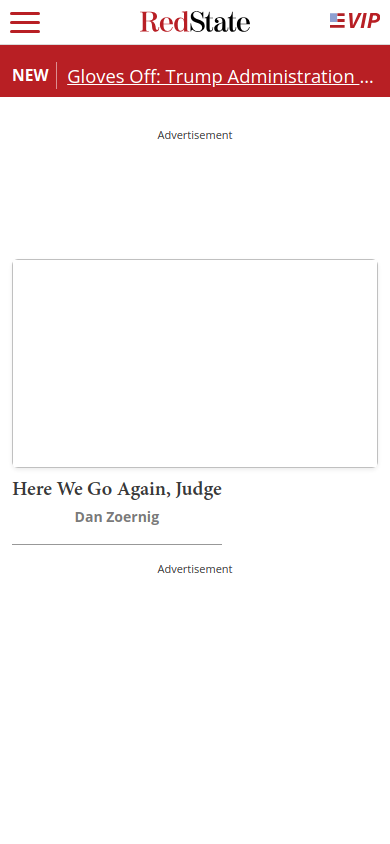 RedState
VIP
NEW
Gloves Off: Trump Administration ...
Advertisement
Here We Go Again, Judge
Dan Zoernig
Advertisement